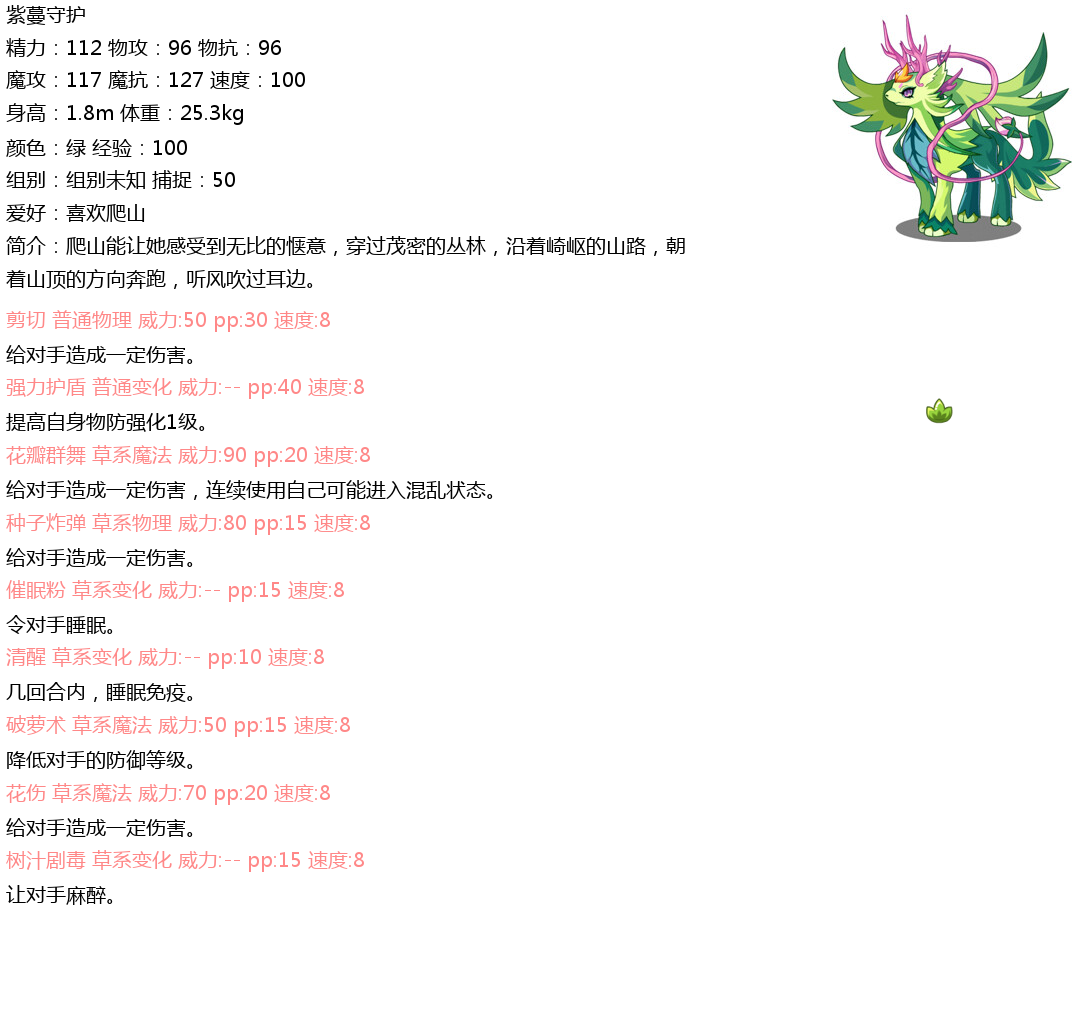 紫蔓守护
精力：112 物攻：96 物抗：96
魔攻：117 魔抗：127 速度：100
身高：1.8m 体重：25.3kg
颜色：绿 经验：100
组别：组别未知 捕捉：50
爱好：喜欢爬山
简介：爬山能让她感受到无比的惬意，穿过茂密的丛林，沿着崎岖的山路，朝
着山顶的方向奔跑，听风吹过耳边。
剪切 普通物理 威力:50 pp:30 速度:8
给对手造成一定伤害。
强力护盾 普通变化 威力:-- pp:40 速度:8
提高自身物防强化1级。
花瓣群舞 草系魔法 威力:90 pp:20 速度:8
给对手造成一定伤害，连续使用自己可能进入混乱状态。
种子炸弹 草系物理 威力:80 pp:15 速度:8
给对手造成一定伤害。
催眠粉 草系变化 威力:-- pp:15 速度:8
令对手睡眠。
清醒 草系变化 威力:-- pp:10 速度:8
几回合内，睡眠免疫。
破萝术 草系魔法 威力:50 pp:15 速度:8
降低对手的防御等级。
花伤 草系魔法 威力:70 pp:20 速度:8
给对手造成一定伤害。
树汁剧毒 草系变化 威力:-- pp:15 速度:8
让对手麻醉。